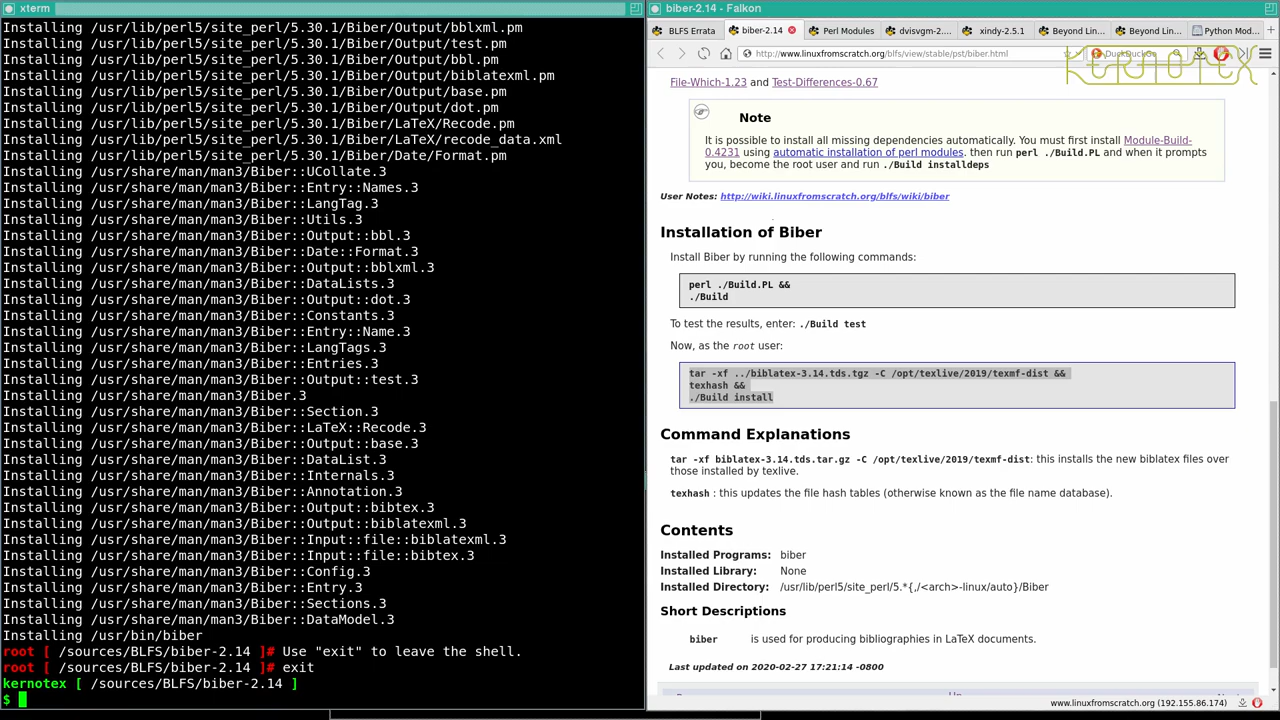 xterm
Installing /usr/lib/perl5/site_perl/5.30.1/Biber/Output/bblxml.pm
Installing /usr/lib/perl5/site_perl/5.30.1/Biber/Output/test.pm
Installing /usr/lib/perl5/site_perl/5.30.1/Biber/Output/bbl.pm
Installing /usr/lib/perl5/site_perl/5.30.1/Biber/Output/biblatexml.pm
Installing /usr/lib/perl5/site_perl/5.30.1/Biber/Output/base.pm
Installing /usr/lib/perl5/site_perl/5.30.1/Biber/Output/dot.pm
Installing /usr/lib/perl5/site_perl/5.30.1/Biber/LaTeX/Recode.pm
Installing /usr/lib/perl5/site_perl/5.30.1/Biber/LaTeX/recode_data.xml
Installing /usr/lib/perl5/site_perl/5.30.1/Biber/Date/Format.pm
Installing /usr/share/man/man3/Biber::UCollate.3
Installing /usr/share/man/man3/Biber::Entry::Names.3
Installing /usr/share/man/man3/Biber::LangTag.3
Installing /usr/share/man/man3/Biber::Utils.3
Installing /usr/share/man/man3/Biber::Output::bbl.3
Installing /usr/share/man/man3/Biber::Date::Format.3
Installing /usr/share/man/man3/Biber::Output::bblxml.3
Installing /usr/share/man/man3/Biber::DataLists.3
Installing /usr/share/man/man3/Biber::Output::dot.3
Installing /usr/share/man/man3/Biber::Constants.3
Installing /usr/share/man/man3/Biber::Entry::Name.3
Installing /usr/share/man/man3/Biber::LangTags.3
Installing /usr/share/man/man3/Biber::Entries.3
Installing /usr/share/man/man3/Biber::Output::test.3
Installing /usr/share/man/man3/Biber.3
Installing /usr/share/man/man3/Biber::Section.3
Installing /usr/share/man/man3/Biber::LaTeX::Recode.3
Installing /usr/share/man/man3/Biber::Output::base.3
Installing /usr/share/man/man3/Biber::DataList.3
Installing /usr/share/man/man3/Biber::Internals.3
Installing /usr/share/man/man3/Biber::Annotation.3
Installing /usr/share/man/man3/Biber::Output::bibtex.3
Installing /usr/share/man/man3/Biber::Output::biblatexml.3
Installing /usr/share/man/man3/Biber::Input::file::biblatexml.3
Installing /usr/share/man/man3/Biber::Input::file::bibtex.3
Installing /usr/share/man/man3/Biber::Config.3
Installing /usr/share/man/man3/Biber::Entry.3
Installing /usr/share/man/man3/Biber::Sections.3
Installing /usr/share/man/man3/Biber::DataModel.3
Installing /usr/bin/biber
root [ /sources/BLFS/biber-2.14 ]# Use "exit" to leave the shell.
root [ /sources/BLFS/biber-2.14 ]# exit
kernotex [ /sources/BLFS/biber-2.14 ]
$
biber-2.14 - Falkon
BLFS Errata biber-2.14 Perl Modules dvisvgm-2.... xindy-2.5.1 Beyond Lin... Beyond Lin... Python Mod...
http://www.linuxfromscratch.org/blfs/view/stable/pst/biber.html DuckDuckGo
KERNOTEX
File-Which-1.23 and Test-Differences-0.67
Note
It is possible to install all missing dependencies automatically. You must first install Module-Build-
0.4231 using automatic installation of perl modules. then run perl ./Build.PL and when it prompts
you, become the root user and run ./Build installdeps
User Notes: http://wiki.linuxfromscratch.org/blfs/wiki/biber
Installation of Biber
Install Biber by running the following commands:
perl ./Build.PL &&
./Build
To test the results, enter: ./Build test
Now, as the root user:
tar -xf ../biblatex-3.14.tds.tgz -C /opt/texlive/2019/texmf-dist &&
texhash &&
./Build install
Command Explanations
tar -xf biblatex-3.14.tds.tar.gz -C /opt/texlive/2019/texmf-dist: this installs the new biblatex files over
those installed by texlive.
texhash : this updates the file hash tables (otherwise known as the file name database).
Contents
Installed Programs: biber
Installed Library: None
Installed Directory: /usr/lib/perl5/site_perl/5.*{,/<arch>-linux/auto}/Biber
Short Descriptions
biber is used for producing bibliographies in LaTeX documents.
Last updated on 2020-02-27 17:21:14 -0800
www.linuxfromscratch.org (192.155.86.174)